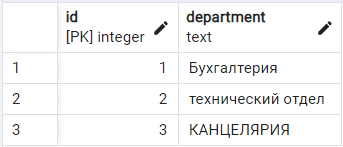 id department
[PK] integer text
1 1 Бухгалтерия
2 2 технический отдел
3 3 КАНЦЕЛЯРИЯ